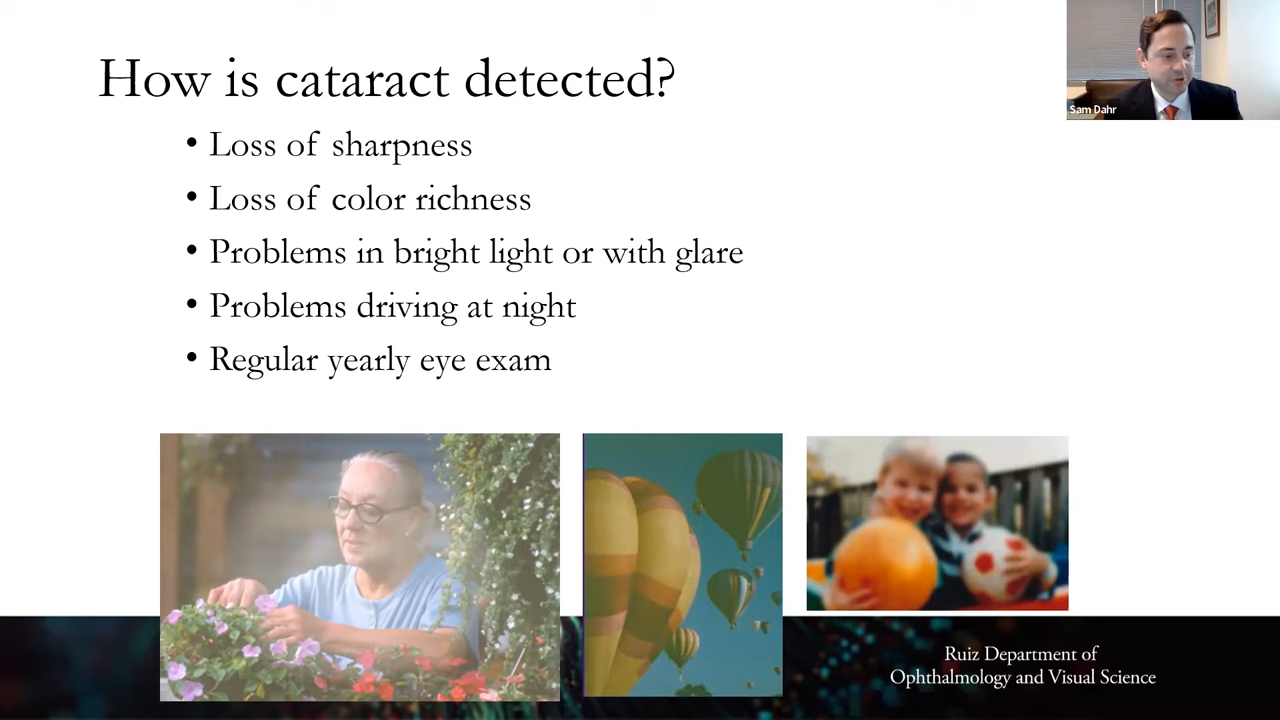 How is cataract detected?
Sam Dahr
• Loss of sharpness
• Loss of color richness
• Problems in bright light or with glare
• Problems driving at night
• Regular yearly eye exam
Ruiz Department of
Ophthalmology and Visual Science